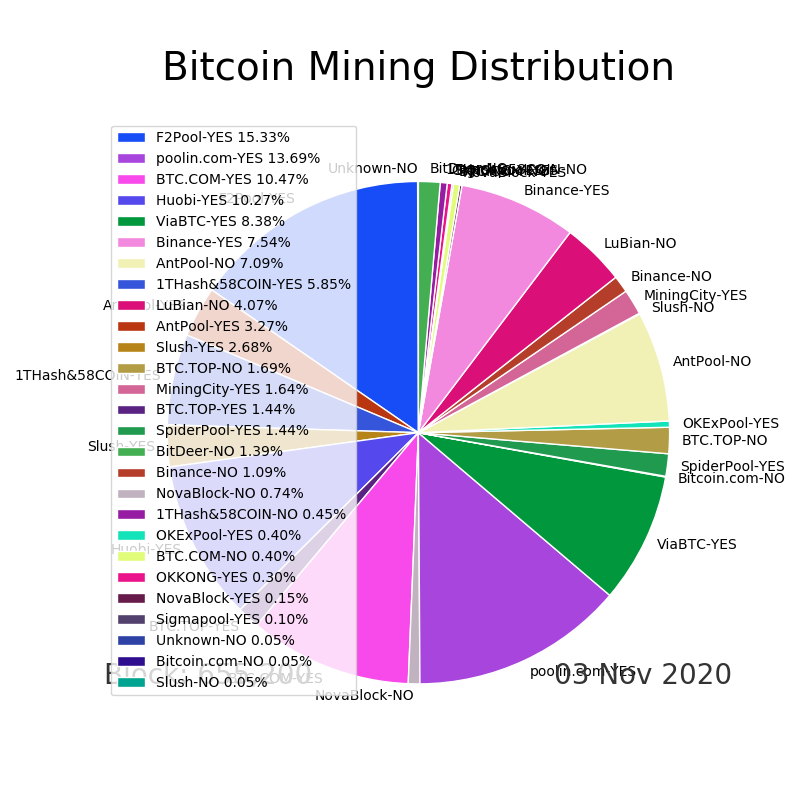 Bitcoin Mining Distribution
F2Pool-YES 15.33%
poolin.com-YES 13.69%
BTC.COM-YES 10.47%
Huobi-YES 10.27%
ViaBTC-YES 8.38%
Binance-YES 7.54%
AntPool-NO 7.09%
1THash&58COIN-YES 5.85%
LuBian-NO 4.07%
AntPool-YES 3.27%
Slush-YES 2.68%
BTC.TOP-NO 1.69%
MiningCity-YES 1.64%
BTC.TOP-YES 1.44%
SpiderPool-YES 1.44%
BitDeer-NO 1.39%
Binance-NO 1.09%
NovaBlock-NO 0.74%
1THash&58COIN-NO 0.45%
OKExPool-YES 0.40%
BTC.COM-NO 0.40%
OKKONG-YES 0.30%
NovaBlock-YES 0.15%
Sigmapool-YES 0.10%
Unknown-NO 0.05%
Bitcoin.com-NO 0.05%
Slush-NO 0.05%
Unknown-NO
Binance-YES
LuBian-NO
Binance-NO
MiningCity-YES
Slush-NO
AntPool-NO
OKExPool-YES
BTC.TOP-NO
SpiderPool-YES
Bitcoin.com-NO
ViaBTC-YES
poolin.com-YES
NovaBlock-NO
BTC.TOP-YES
Huobi-YES
Slush-YES
1THash&58COIN-YES
Block: 655,200
03 Nov 2020